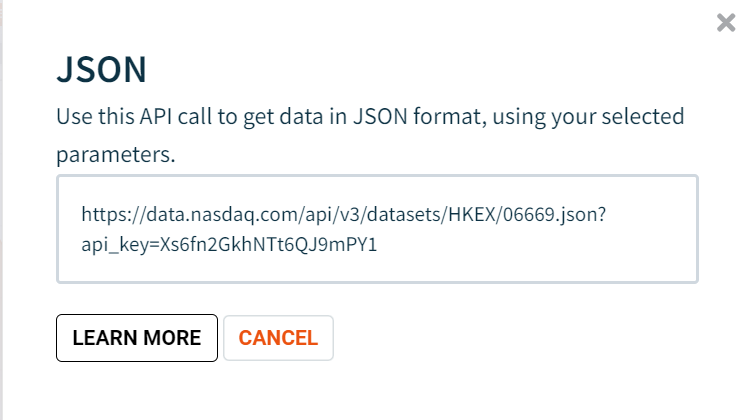 JSON
Use this API call to get data in JSON format, using your selected
parameters.
https://data.nasdaq.com/api/v3/datasets/HKEX/06669.json?
api_key=Xs6fn2GkhNTt6QJ9mPY1
LEARN MORE CANCEL